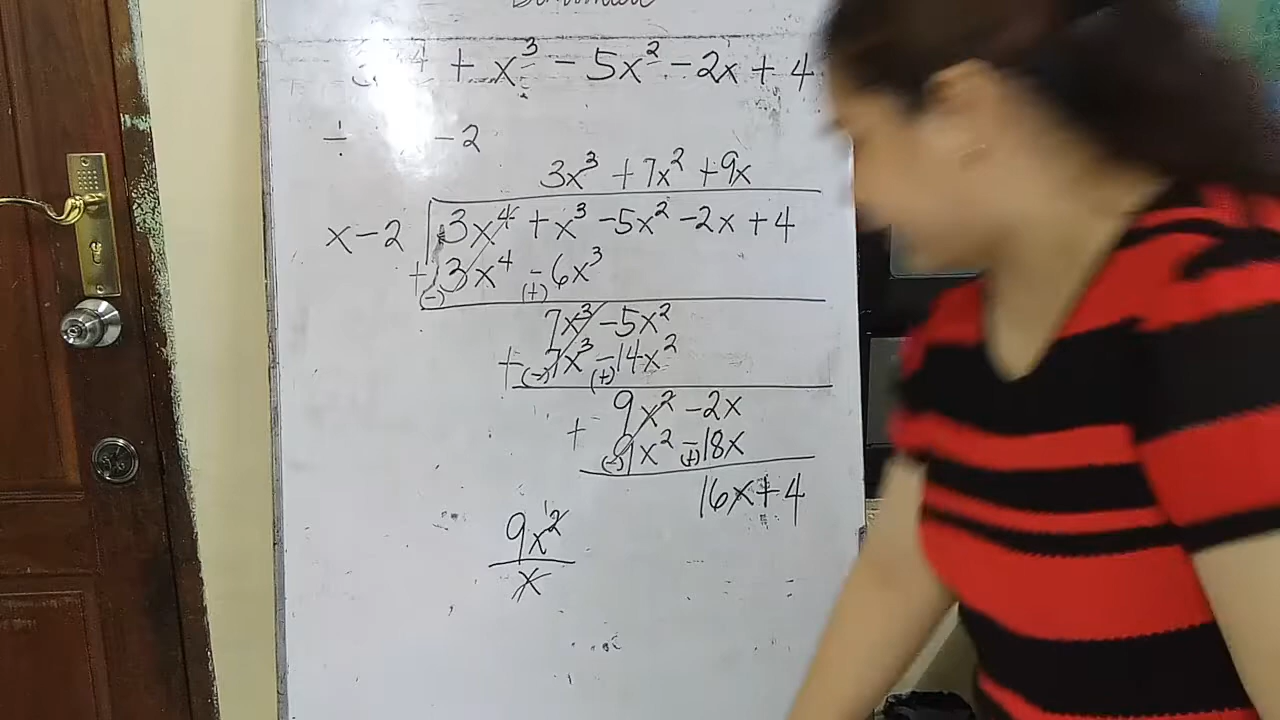 4 + x³ - 5x² - 2x + 4
÷ -2
3x³ + 7x² + 9x
x - 2 3x⁴ + x³ - 5x² - 2x + 4
+ 3x⁴ - 6x³
(-) (+)
7x³ - 5x²
+ 7x³ - 14x²
(-) (+)
9x² - 2x
+ 9x² - 18x
(-) (+)
16x + 4
9x²
x